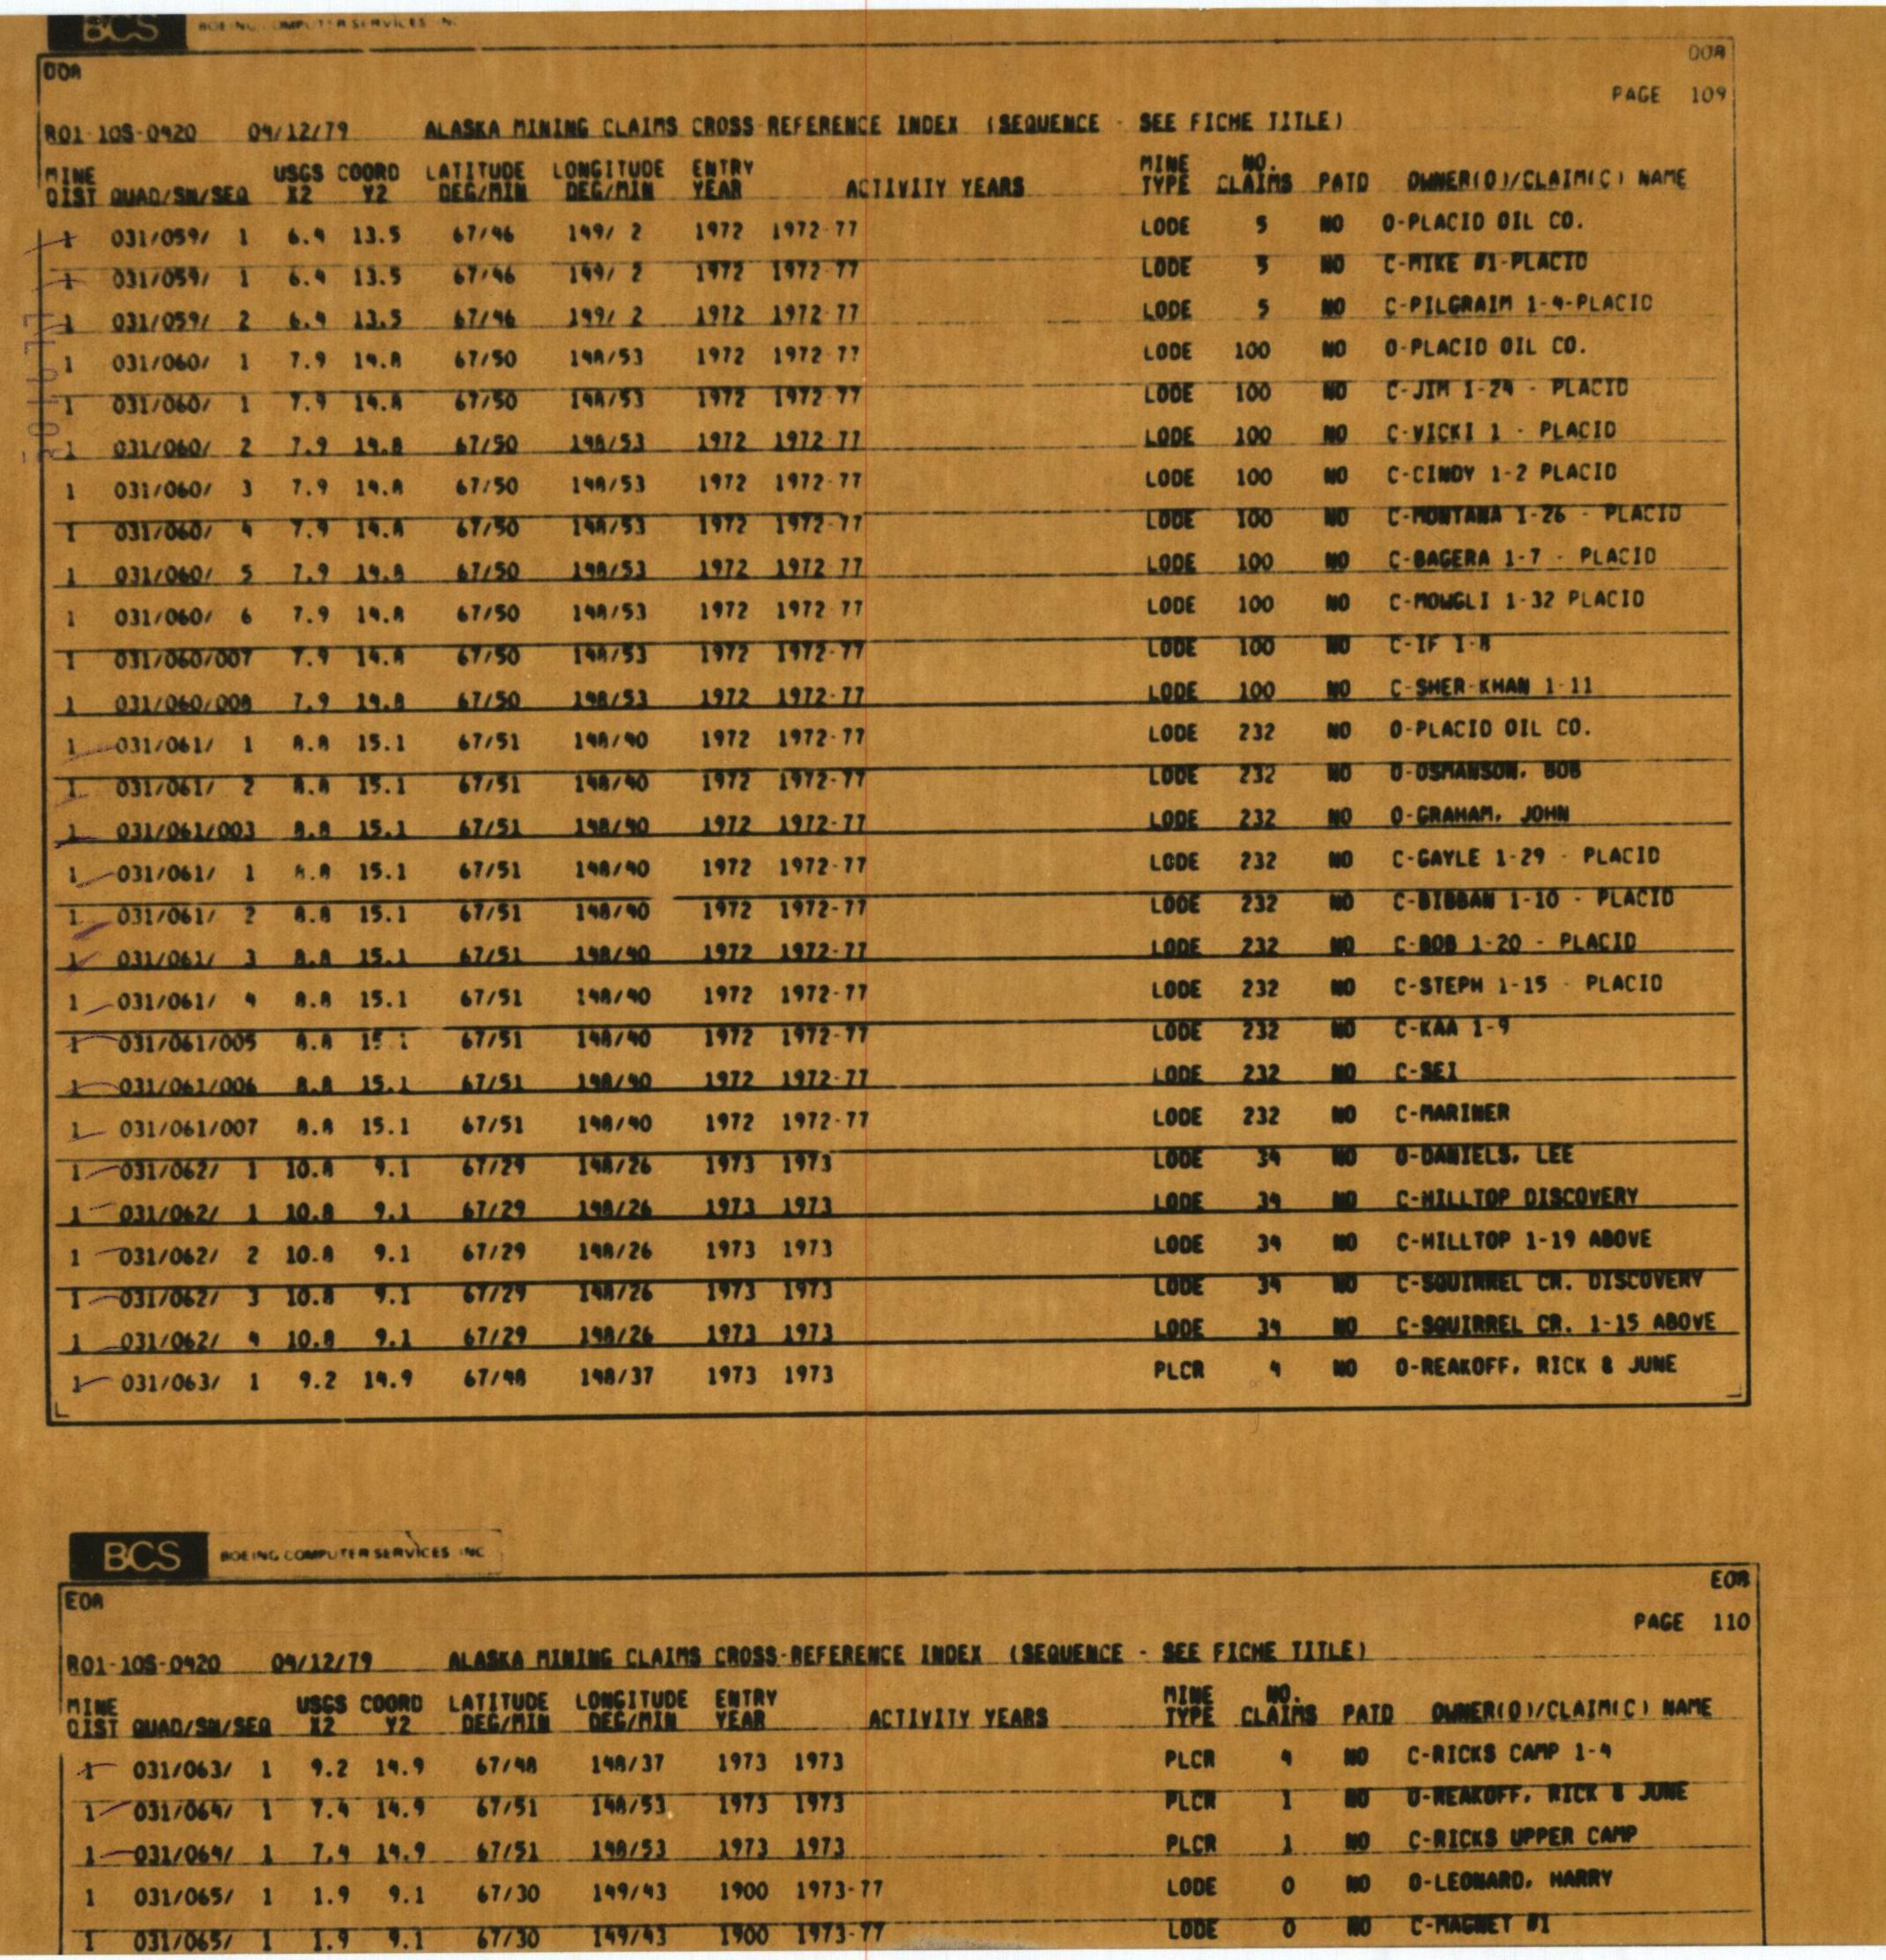 BCS BOEING COMPUTER SERVICES INC
DOA DOA
PAGE 109
R01-10S-0420 04/12/79 ALASKA MINING CLAIMS CROSS-REFERENCE INDEX (SEQUENCE - SEE FICHE TITLE)
MINE USGS COORD LATITUDE LONGITUDE ENTRY MINE NO.
DIST QUAD/SN/SEQ X2 Y2 DEG/MIN DEG/MIN YEAR ACTIVITY YEARS TYPE CLAIMS PATD OWNER(O)/CLAIM(C) NAME
1 031/059/ 1 6.4 13.5 67/46 149/ 2 1972 1972-77 LODE 5 NO O-PLACID OIL CO.
1 031/059/ 1 6.4 13.5 67/46 149/ 2 1972 1972-77 LODE 5 NO C-MIKE #1-PLACID
1 031/059/ 2 6.4 13.5 67/46 149/ 2 1972 1972-77 LODE 5 NO C-PILGRAIM 1-4-PLACID
1 031/060/ 1 7.9 14.8 67/50 148/53 1972 1972-77 LODE 100 NO O-PLACID OIL CO.
1 031/060/ 1 7.9 14.8 67/50 148/53 1972 1972-77 LODE 100 NO C-JIM 1-24 - PLACID
1 031/060/ 2 7.9 14.8 67/50 148/53 1972 1972-77 LODE 100 NO C-VICKI 1 - PLACID
1 031/060/ 3 7.9 14.8 67/50 148/53 1972 1972-77 LODE 100 NO C-CINDY 1-2 PLACID
1 031/060/ 4 7.9 14.8 67/50 148/53 1972 1972-77 LODE 100 NO C-MONTANA 1-26 - PLACID
1 031/060/ 5 7.9 14.8 67/50 148/53 1972 1972-77 LODE 100 NO C-BAGERA 1-7 - PLACID
1 031/060/ 6 7.9 14.8 67/50 148/53 1972 1972-77 LODE 100 NO C-MOWGLI 1-32 PLACID
1 031/060/007 7.9 14.8 67/50 148/53 1972 1972-77 LODE 100 NO C-IF 1-8
1 031/060/008 7.9 14.8 67/50 148/53 1972 1972-77 LODE 100 NO C-SHER-KHAN 1-11
1 031/061/ 1 8.8 15.1 67/51 148/40 1972 1972-77 LODE 232 NO O-PLACID OIL CO.
1 031/061/ 2 8.8 15.1 67/51 148/40 1972 1972-77 LODE 232 NO O-OSMANSON, BOB
1 031/061/003 8.8 15.1 67/51 148/40 1972 1972-77 LODE 232 NO O-GRAHAM, JOHN
1 031/061/ 1 8.8 15.1 67/51 148/40 1972 1972-77 LODE 232 NO C-GAYLE 1-29 - PLACID
1 031/061/ 2 8.8 15.1 67/51 148/40 1972 1972-77 LODE 232 NO C-BIBBAN 1-10 - PLACID
1 031/061/ 3 8.8 15.1 67/51 148/40 1972 1972-77 LODE 232 NO C-BOB 1-20 - PLACID
1 031/061/ 4 8.8 15.1 67/51 148/40 1972 1972-77 LODE 232 NO C-STEPH 1-15 - PLACID
1 031/061/005 8.8 15.1 67/51 148/40 1972 1972-77 LODE 232 NO C-KAA 1-9
1 031/061/006 8.8 15.1 67/51 148/40 1972 1972-77 LODE 232 NO C-SEI
1 031/061/007 8.8 15.1 67/51 148/40 1972 1972-77 LODE 232 NO C-MARINER
1 031/062/ 1 10.8 9.1 67/29 148/26 1973 1973 LODE 34 NO O-DANIELS, LEE
1 031/062/ 1 10.8 9.1 67/29 148/26 1973 1973 LODE 34 NO C-HILLTOP DISCOVERY
1 031/062/ 2 10.8 9.1 67/29 148/26 1973 1973 LODE 34 NO C-HILLTOP 1-19 ABOVE
1 031/062/ 3 10.8 9.1 67/29 148/26 1973 1973 LODE 34 NO C-SQUIRREL CR. DISCOVERY
1 031/062/ 4 10.8 9.1 67/29 148/26 1973 1973 LODE 34 NO C-SQUIRREL CR. 1-15 ABOVE
1 031/063/ 1 9.2 14.9 67/48 148/37 1973 1973 PLCR 4 NO O-REAKOFF, RICK & JUNE
BCS BOEING COMPUTER SERVICES INC
EOA EOA
PAGE 110
R01-10S-0420 04/12/79 ALASKA MINING CLAIMS CROSS-REFERENCE INDEX (SEQUENCE - SEE FICHE TITLE)
MINE USGS COORD LATITUDE LONGITUDE ENTRY MINE NO.
DIST QUAD/SN/SEQ X2 Y2 DEG/MIN DEG/MIN YEAR ACTIVITY YEARS TYPE CLAIMS PATD OWNER(O)/CLAIM(C) NAME
1 031/063/ 1 9.2 14.9 67/48 148/37 1973 1973 PLCR 4 NO C-RICKS CAMP 1-4
1 031/064/ 1 7.4 14.9 67/51 148/53 1973 1973 PLCR 1 NO O-REAKOFF, RICK & JUNE
1 031/064/ 1 7.4 14.9 67/51 148/53 1973 1973 PLCR 1 NO C-RICKS UPPER CAMP
1 031/065/ 1 1.9 9.1 67/30 149/43 1900 1973-77 LODE 0 NO O-LEONARD, HARRY
1 031/065/ 1 1.9 9.1 67/30 149/43 1900 1973-77 LODE 0 NO C-MAGNET #1